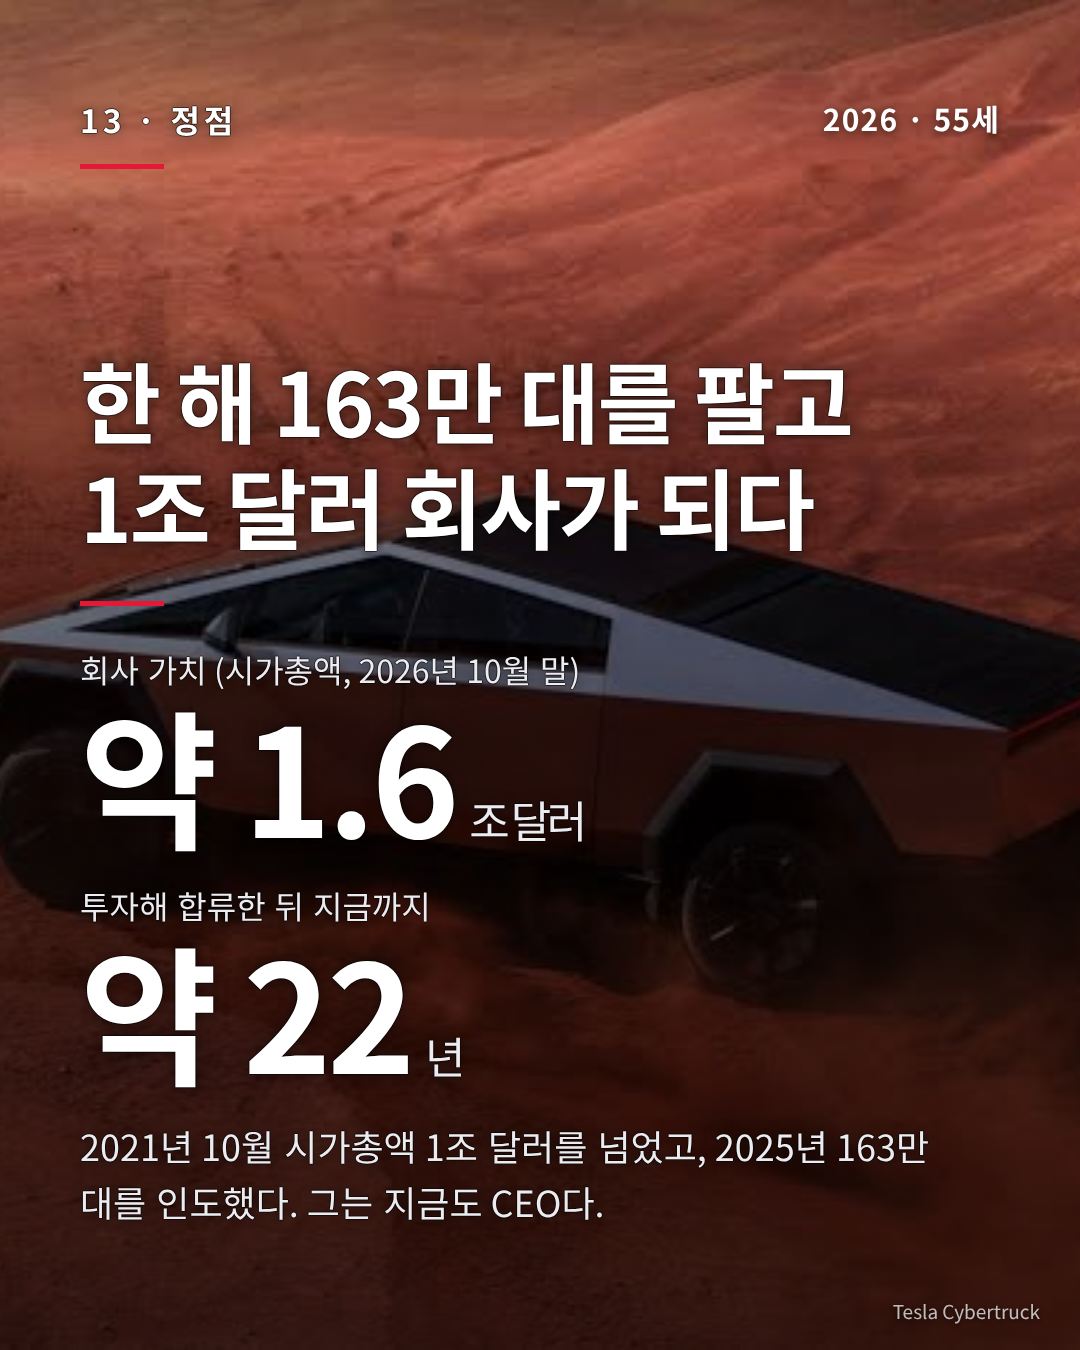 13 · 정점
2026 · 55세
한 해 163만 대를 팔고
1조 달러 회사가 되다
회사 가치 (시가총액, 2026년 10월 말)
약 1.6 조달러
투자해 합류한 뒤 지금까지
약 22 년
2021년 10월 시가총액 1조 달러를 넘었고, 2025년 163만
대를 인도했다. 그는 지금도 CEO다.
Tesla Cybertruck